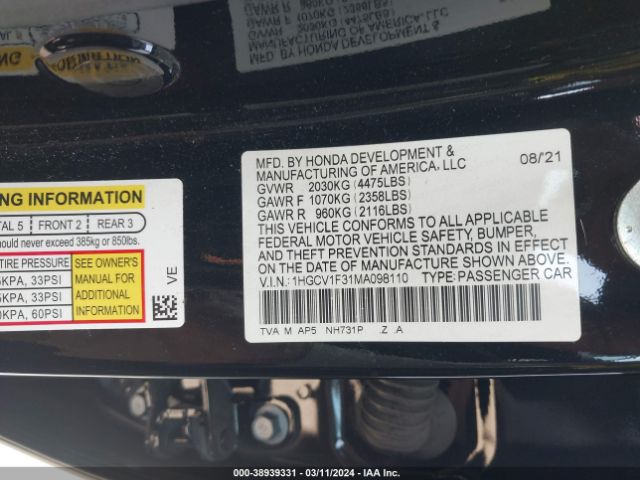 MFD. BY HONDA DEVELOPMENT &
MANUFACTURING OF AMERICA, LLC
08/'21
GVWR 2030KG (4475LBS)
GAWR F 1070KG (2358LBS)
GAWR R 960KG (2116LBS)
THIS VEHICLE CONFORMS TO ALL APPLICABLE
FEDERAL MOTOR VEHICLE SAFETY, BUMPER,
AND THEFT PREVENTION STANDARDS IN EFFECT
ON THE DATE OF MANUFACTURE SHOWN ABOVE.
V.I.N.: 1HGCV1F31MA098110 TYPE: PASSENGER CAR
TVA M AP5 NH731P .Z .A
ING INFORMATION
TAL 5 FRONT 2 REAR 3
ould never exceed 385kg or 850lbs.
TIRE PRESSURE
KPA, 33PSI
KPA, 33PSI
0KPA, 60PSI
SEE OWNER'S
MANUAL FOR
ADDITIONAL
INFORMATION
VE
000-38939331 - 03/11/2024 - IAA Inc.